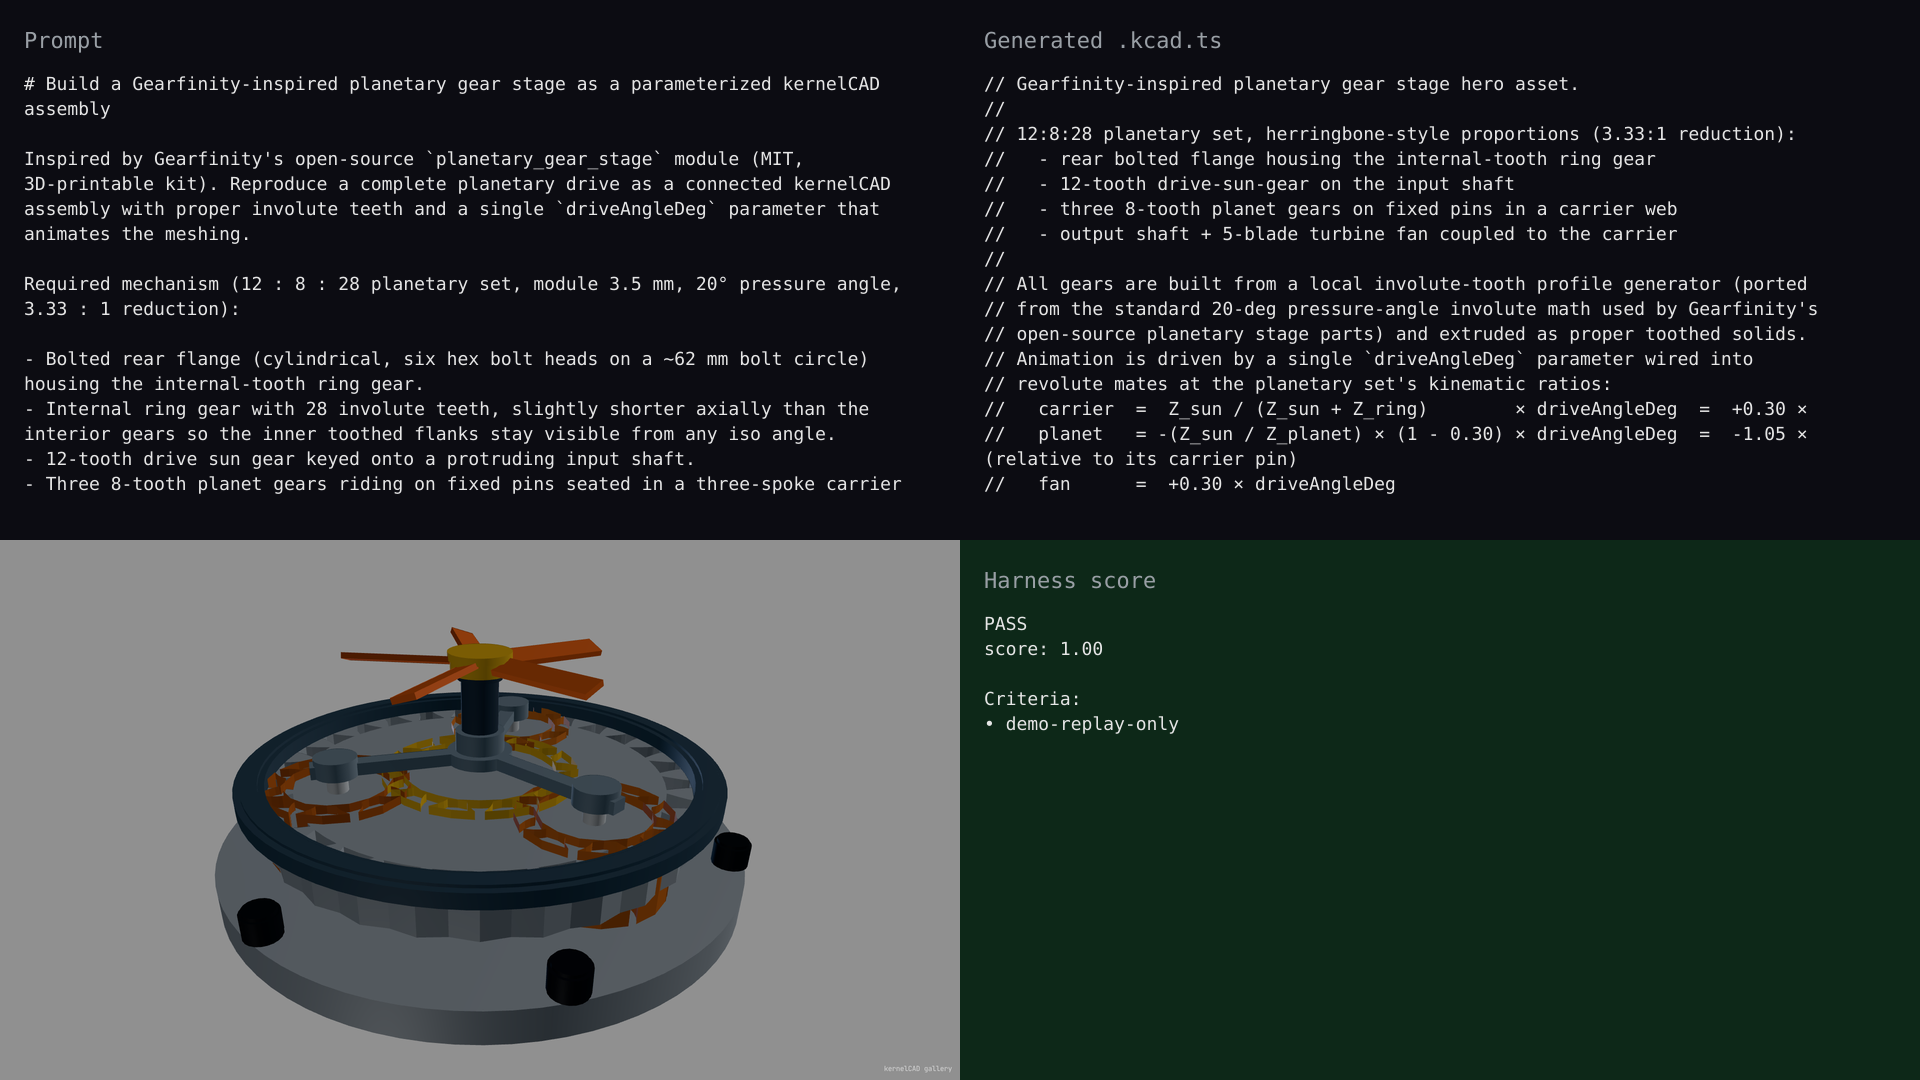 Prompt
# Build a Gearfinity-inspired planetary gear stage as a parameterized kernelCAD
assembly
Inspired by Gearfinity's open-source `planetary_gear_stage` module (MIT,
3D-printable kit). Reproduce a complete planetary drive as a connected kernelCAD
assembly with proper involute teeth and a single `driveAngleDeg` parameter that
animates the meshing.
Required mechanism (12 : 8 : 28 planetary set, module 3.5 mm, 20° pressure angle,
3.33 : 1 reduction):
- Bolted rear flange (cylindrical, six hex bolt heads on a ~62 mm bolt circle)
housing the internal-tooth ring gear.
- Internal ring gear with 28 involute teeth, slightly shorter axially than the
interior gears so the inner toothed flanks stay visible from any iso angle.
- 12-tooth drive sun gear keyed onto a protruding input shaft.
- Three 8-tooth planet gears riding on fixed pins seated in a three-spoke carrier
Generated .kcad.ts
// Gearfinity-inspired planetary gear stage hero asset.
//
// 12:8:28 planetary set, herringbone-style proportions (3.33:1 reduction):
//   - rear bolted flange housing the internal-tooth ring gear
//   - 12-tooth drive-sun-gear on the input shaft
//   - three 8-tooth planet gears on fixed pins in a carrier web
//   - output shaft + 5-blade turbine fan coupled to the carrier
//
// All gears are built from a local involute-tooth profile generator (ported
// from the standard 20-deg pressure-angle involute math used by Gearfinity's
// open-source planetary stage parts) and extruded as proper toothed solids.
// Animation is driven by a single `driveAngleDeg` parameter wired into
// revolute mates at the planetary set's kinematic ratios:
//   carrier  =  Z_sun / (Z_sun + Z_ring)        × driveAngleDeg  =  +0.30 ×
//   planet   = -(Z_sun / Z_planet) × (1 - 0.30) × driveAngleDeg  =  -1.05 ×
(relative to its carrier pin)
//   fan      =  +0.30 × driveAngleDeg
kernelCAD gallery
Harness score
PASS
score: 1.00
Criteria:
• demo-replay-only